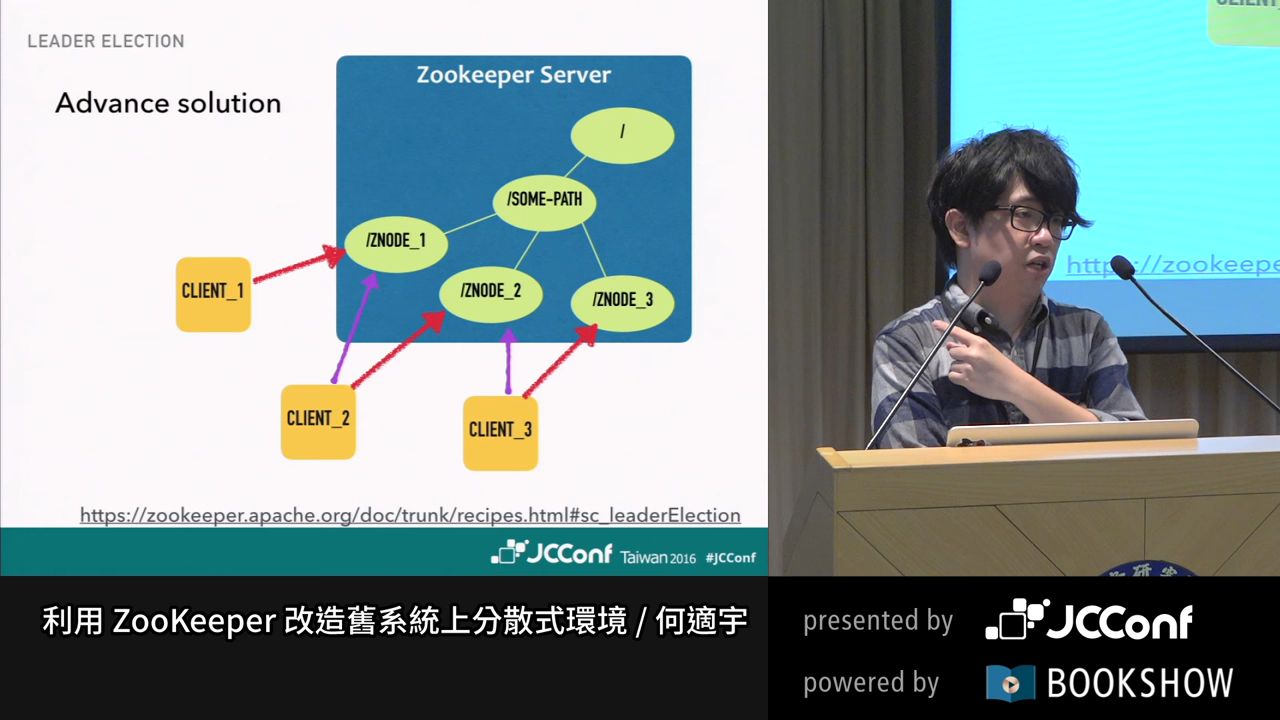 LEADER ELECTION
Advance solution
Zookeeper Server
/
/SOME-PATH
/ZNODE_1
/ZNODE_2
/ZNODE_3
CLIENT_1
CLIENT_2
CLIENT_3
https://zookeeper.apache.org/doc/trunk/recipes.html#sc_leaderElection
JCConf Taiwan 2016 #JCConf
https://zookeepe
利用 ZooKeeper 改造舊系統上分散式環境 / 何適宇
presented by JCConf
powered by BOOKSHOW